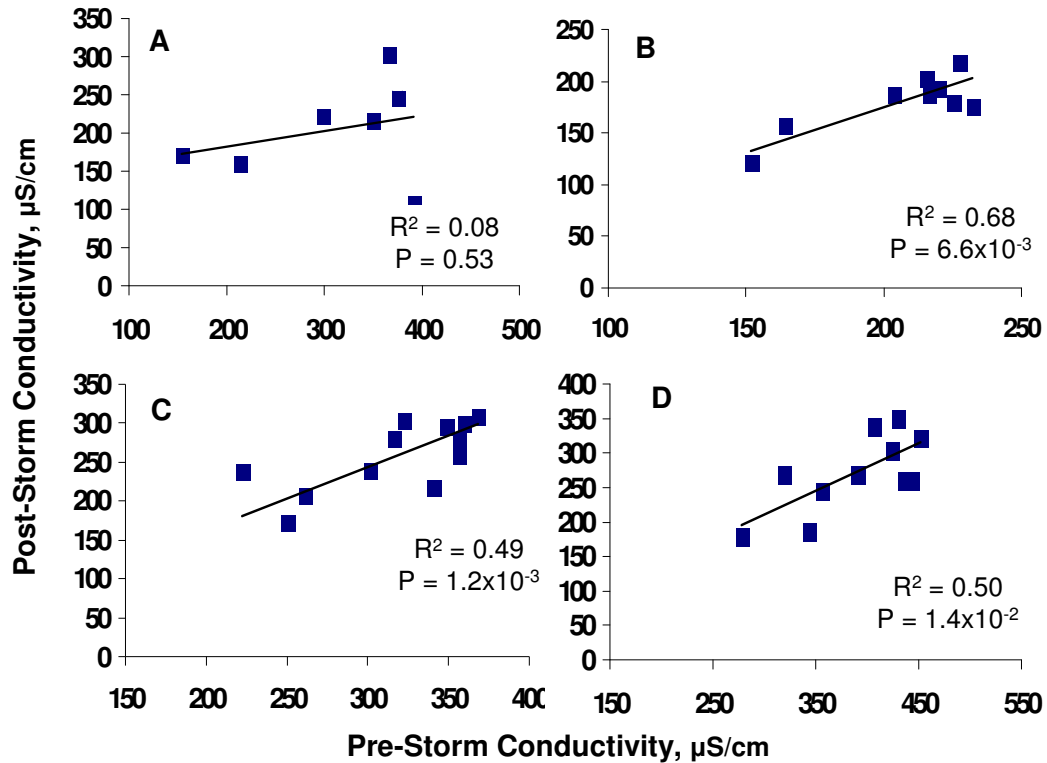 Post-Storm Conductivity, µS/cm
A
350
300
250
200
150
100
50
0
100 200 300 400 500
R² = 0.08
P = 0.53
B
250
200
150
100
50
0
100 150 200 250
R² = 0.68
P = 6.6x10⁻³
C
350
300
250
200
150
100
50
0
150 200 250 300 350 400
R² = 0.49
P = 1.2x10⁻³
D
400
350
300
250
200
150
100
50
0
150 250 350 450 550
R² = 0.50
P = 1.4x10⁻²
Pre-Storm Conductivity, µS/cm